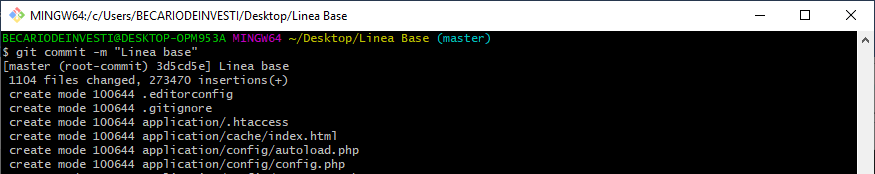 MINGW64:/c/Users/BECARIODEINVESTI/Desktop/Linea Base
BECARIODEINVESTI@DESKTOP-OPM953A MINGW64 ~/Desktop/Linea Base (master)
$ git commit -m "Linea base"
[master (root-commit) 3d5cd5e] Linea base
 1104 files changed, 273470 insertions(+)
 create mode 100644 .editorconfig
 create mode 100644 .gitignore
 create mode 100644 application/.htaccess
 create mode 100644 application/cache/index.html
 create mode 100644 application/config/autoload.php
 create mode 100644 application/config/config.php